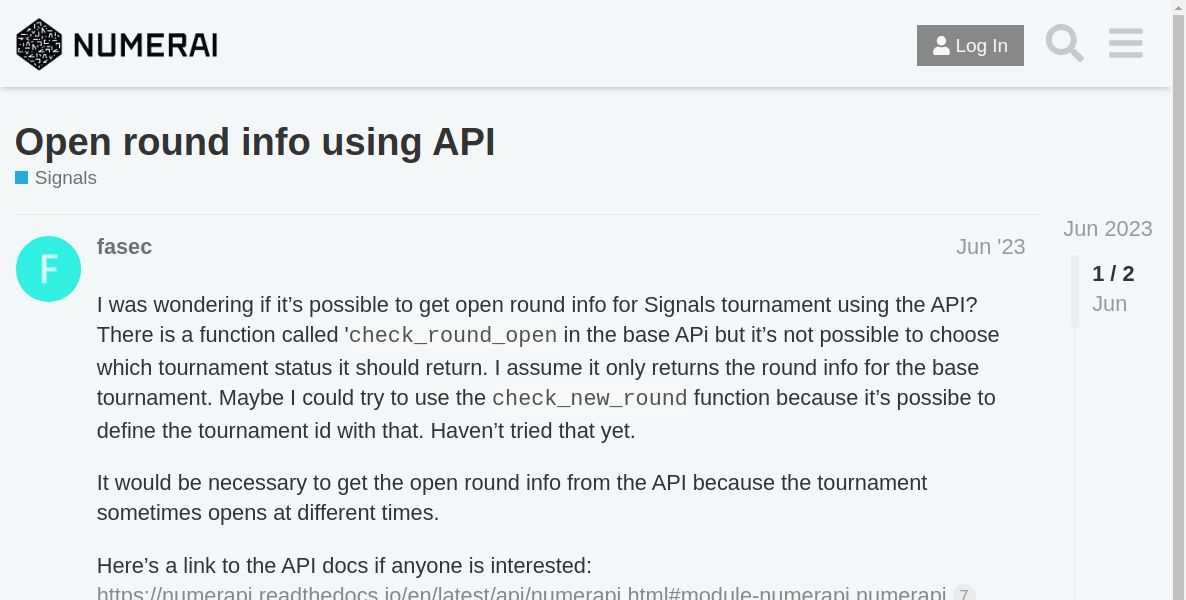 NUMERAI
Log In
Open round info using API
Signals
Jun 2023
fasec
Jun '23
1 / 2
Jun
I was wondering if it’s possible to get open round info for Signals tournament using the API?
There is a function called 'check_round_open in the base APi but it’s not possible to choose
which tournament status it should return. I assume it only returns the round info for the base
tournament. Maybe I could try to use the check_new_round function because it’s possibe to
define the tournament id with that. Haven’t tried that yet.
It would be necessary to get the open round info from the API because the tournament
sometimes opens at different times.
Here’s a link to the API docs if anyone is interested:
https://numerapi.readthedocs.io/en/latest/api/numerapi.html#module-numerapi.numerapi 7
F